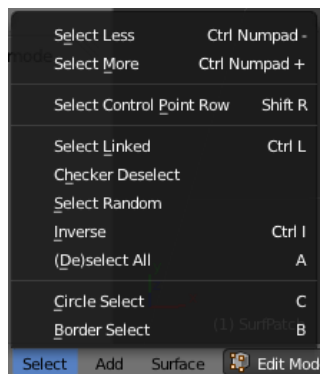 Select Less Ctrl Numpad -
mode
Select More Ctrl Numpad +
Select Control Point Row Shift R
Select Linked Ctrl L
Checker Deselect
Select Random
Inverse Ctrl I
(De)select All A
Circle Select C
(1) SurfPatch
Border Select B
Select Add Surface Edit Mod